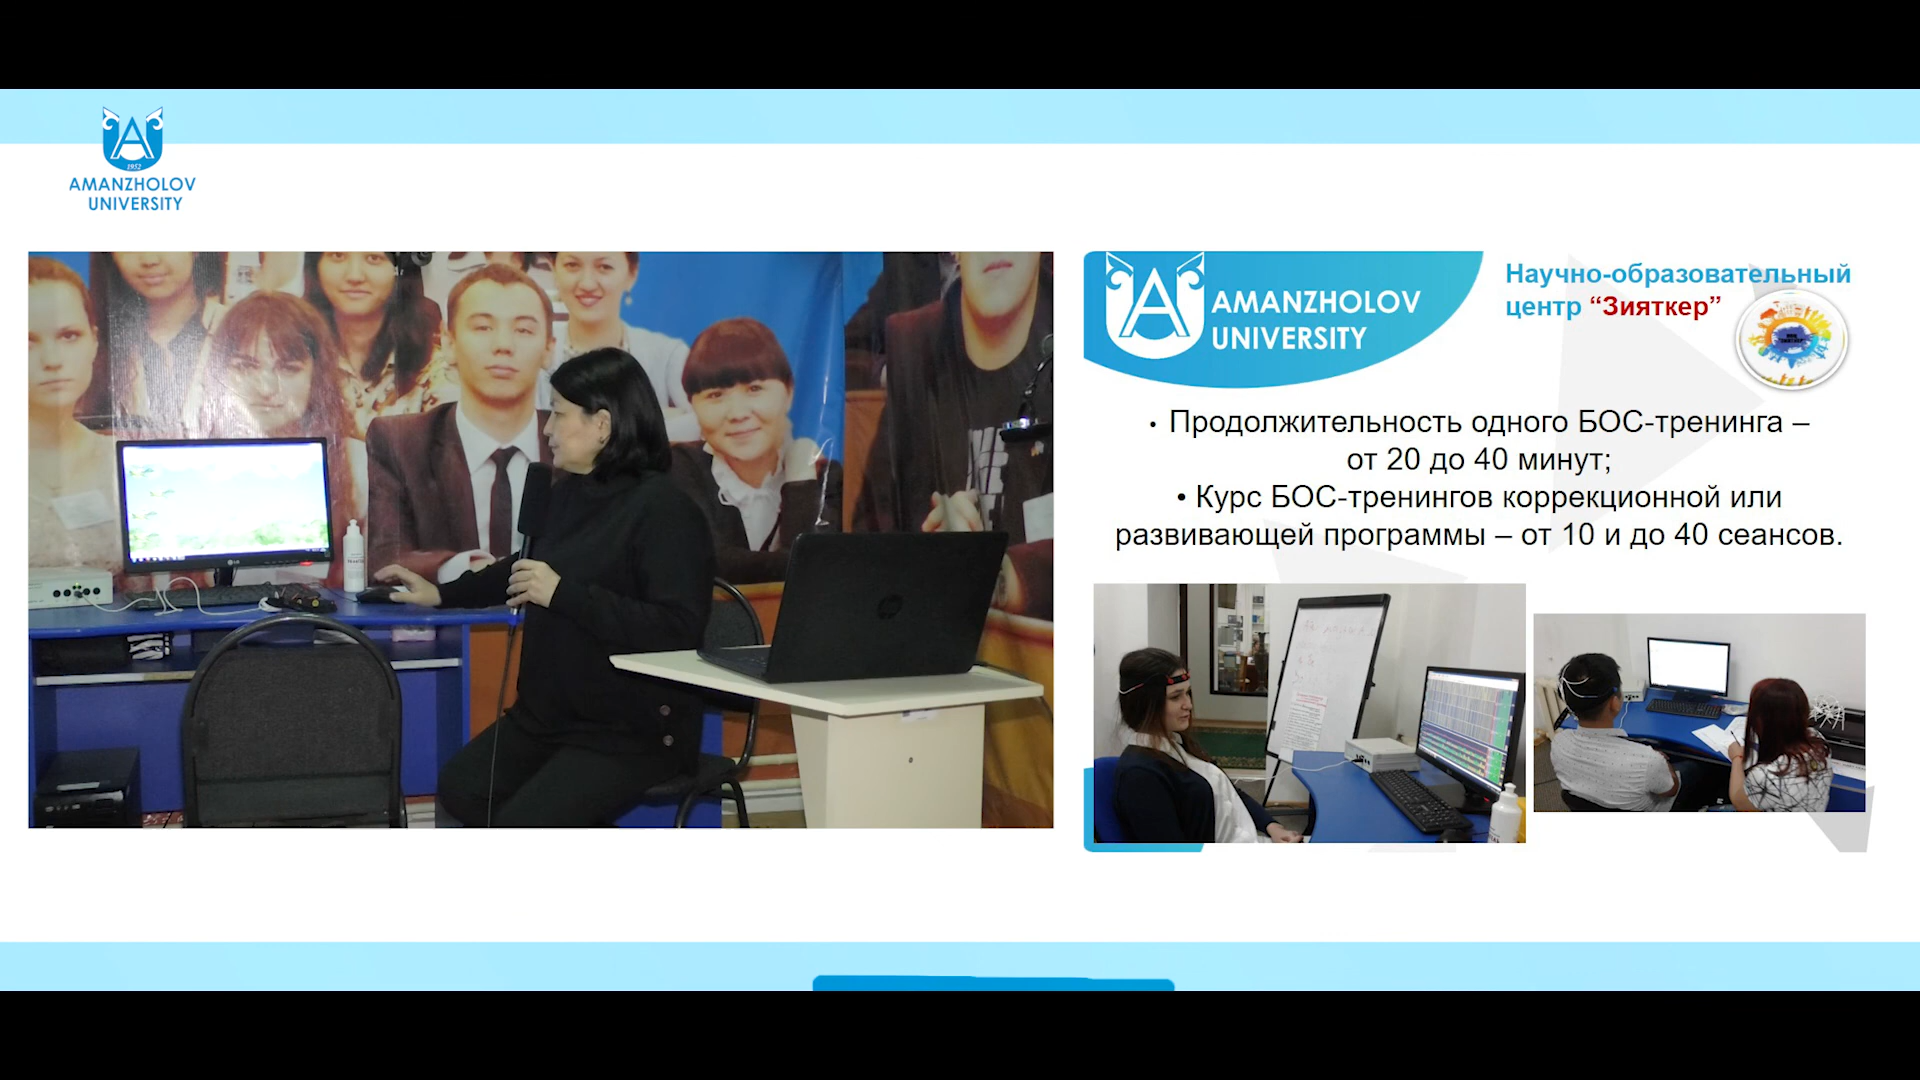 1952
AMANZHOLOV
UNIVERSITY
AMANZHOLOV
UNIVERSITY
Научно-образовательный
центр “Зияткер”
• Продолжительность одного БОС-тренинга –
от 20 до 40 минут;
• Курс БОС-тренингов коррекционной или
развивающей программы – от 10 и до 40 сеансов.